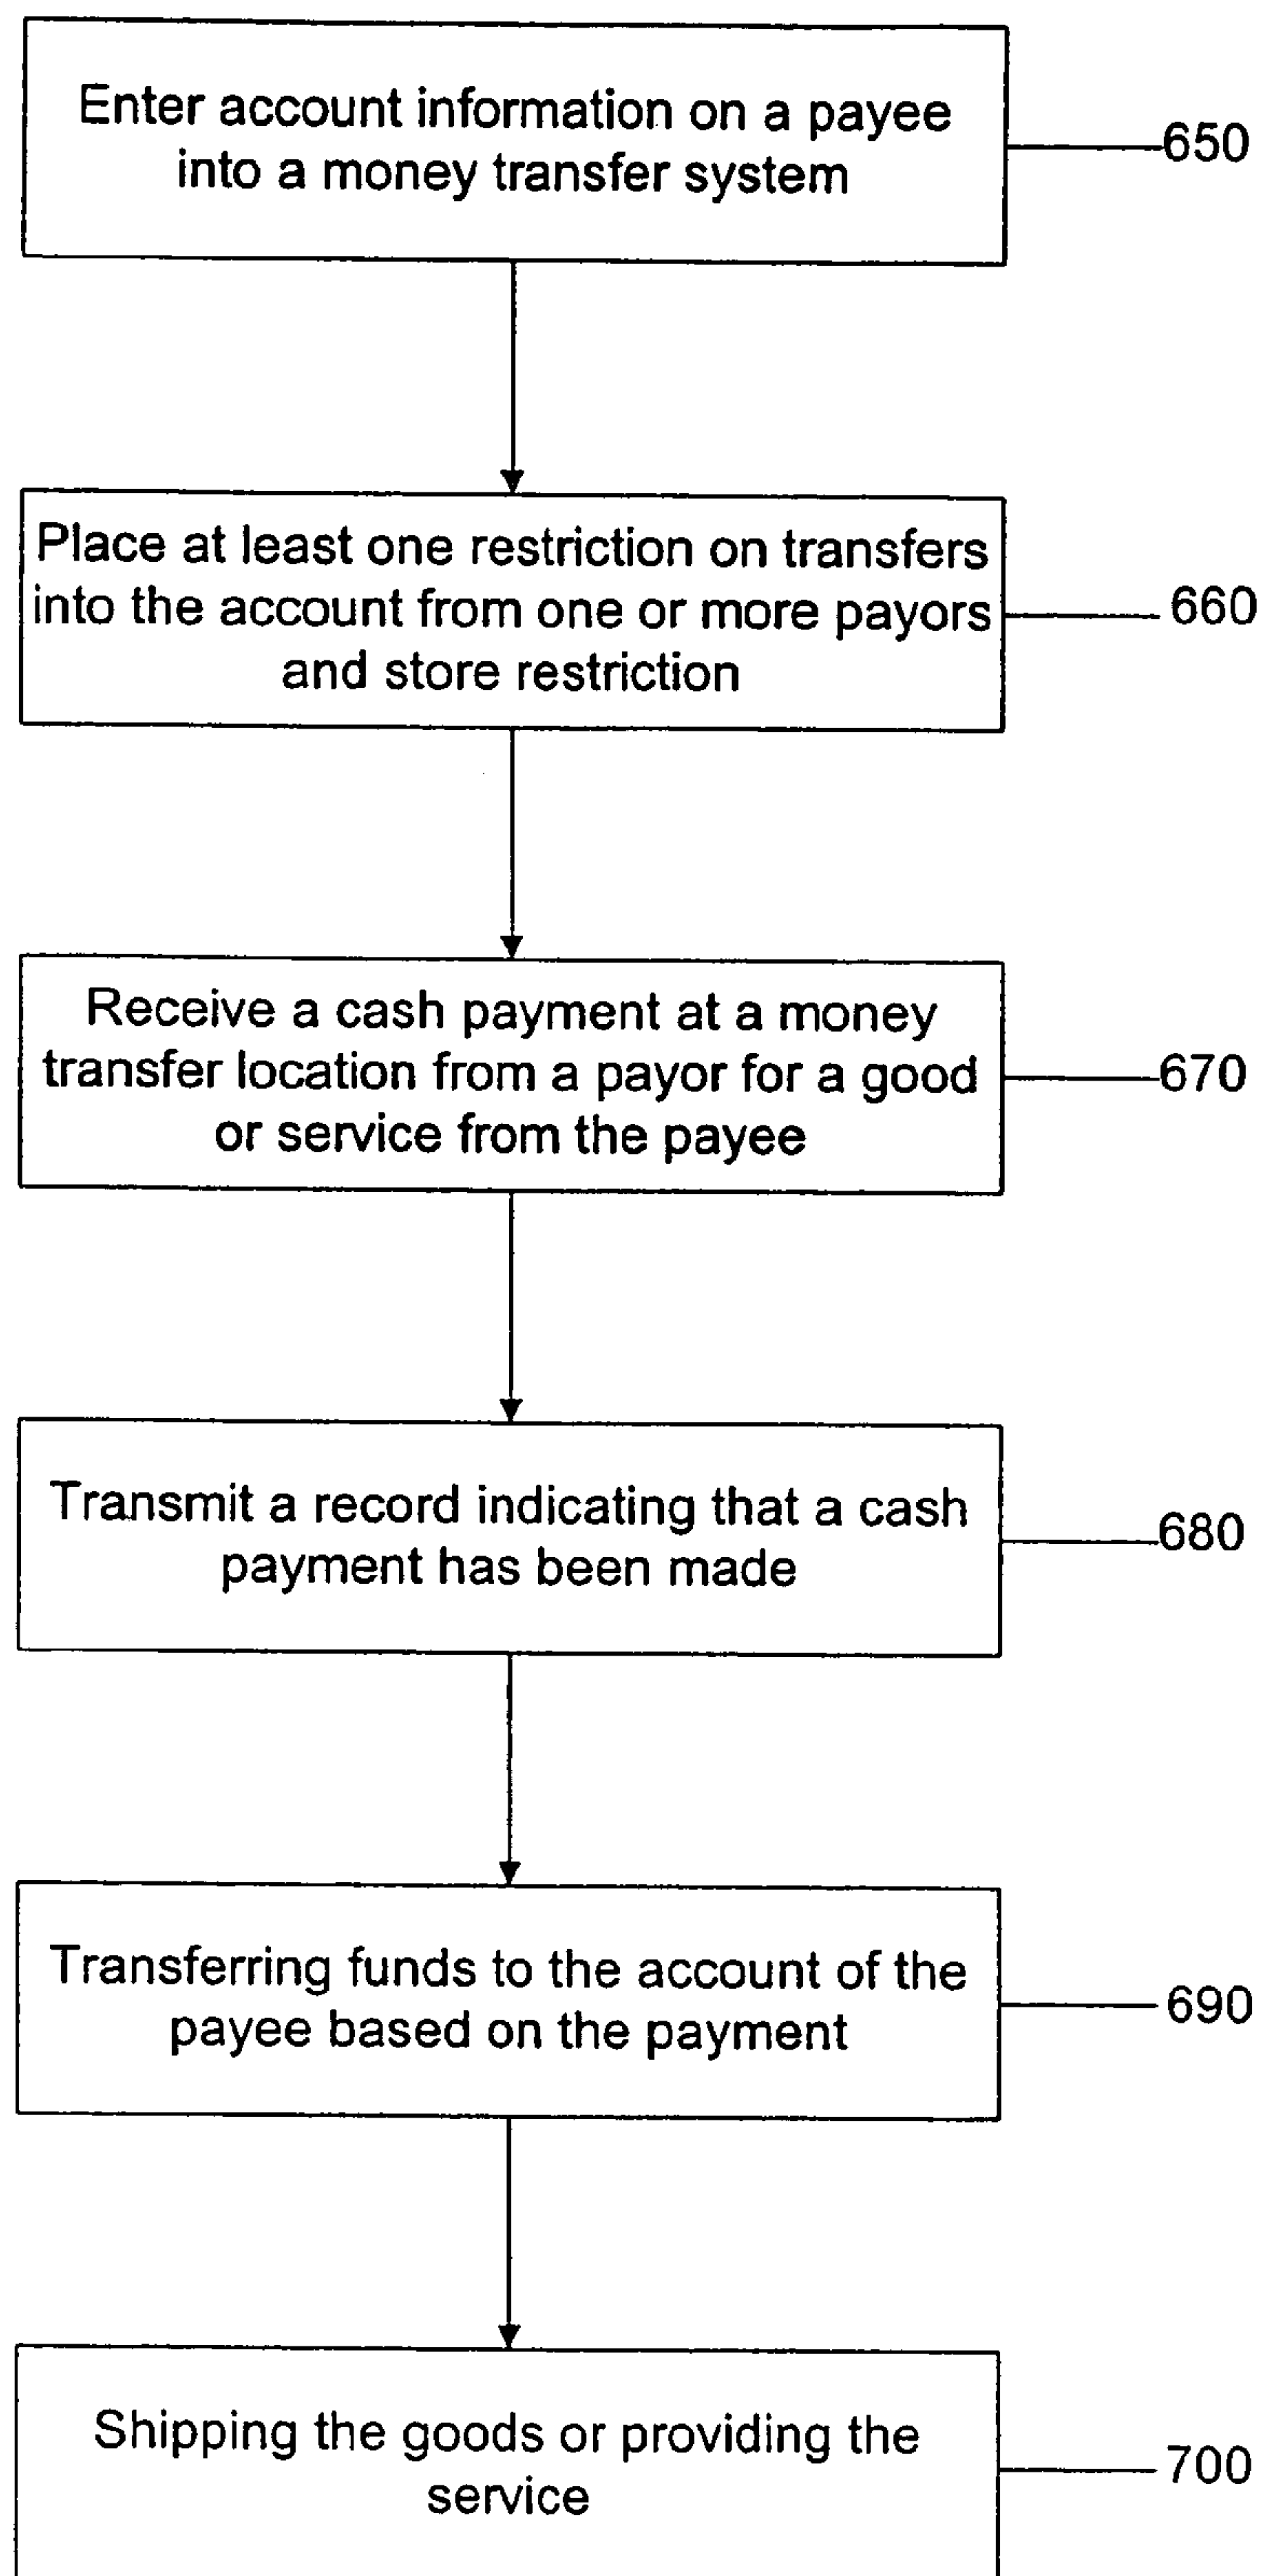 Enter account information on a payee
into a money transfer system
650
Place at least one restriction on transfers
into the account from one or more payors
and store restriction
660
Receive a cash payment at a money
transfer location from a payor for a good
or service from the payee
670
Transmit a record indicating that a cash
payment has been made
680
Transferring funds to the account of the
payee based on the payment
690
Shipping the goods or providing the
service
700